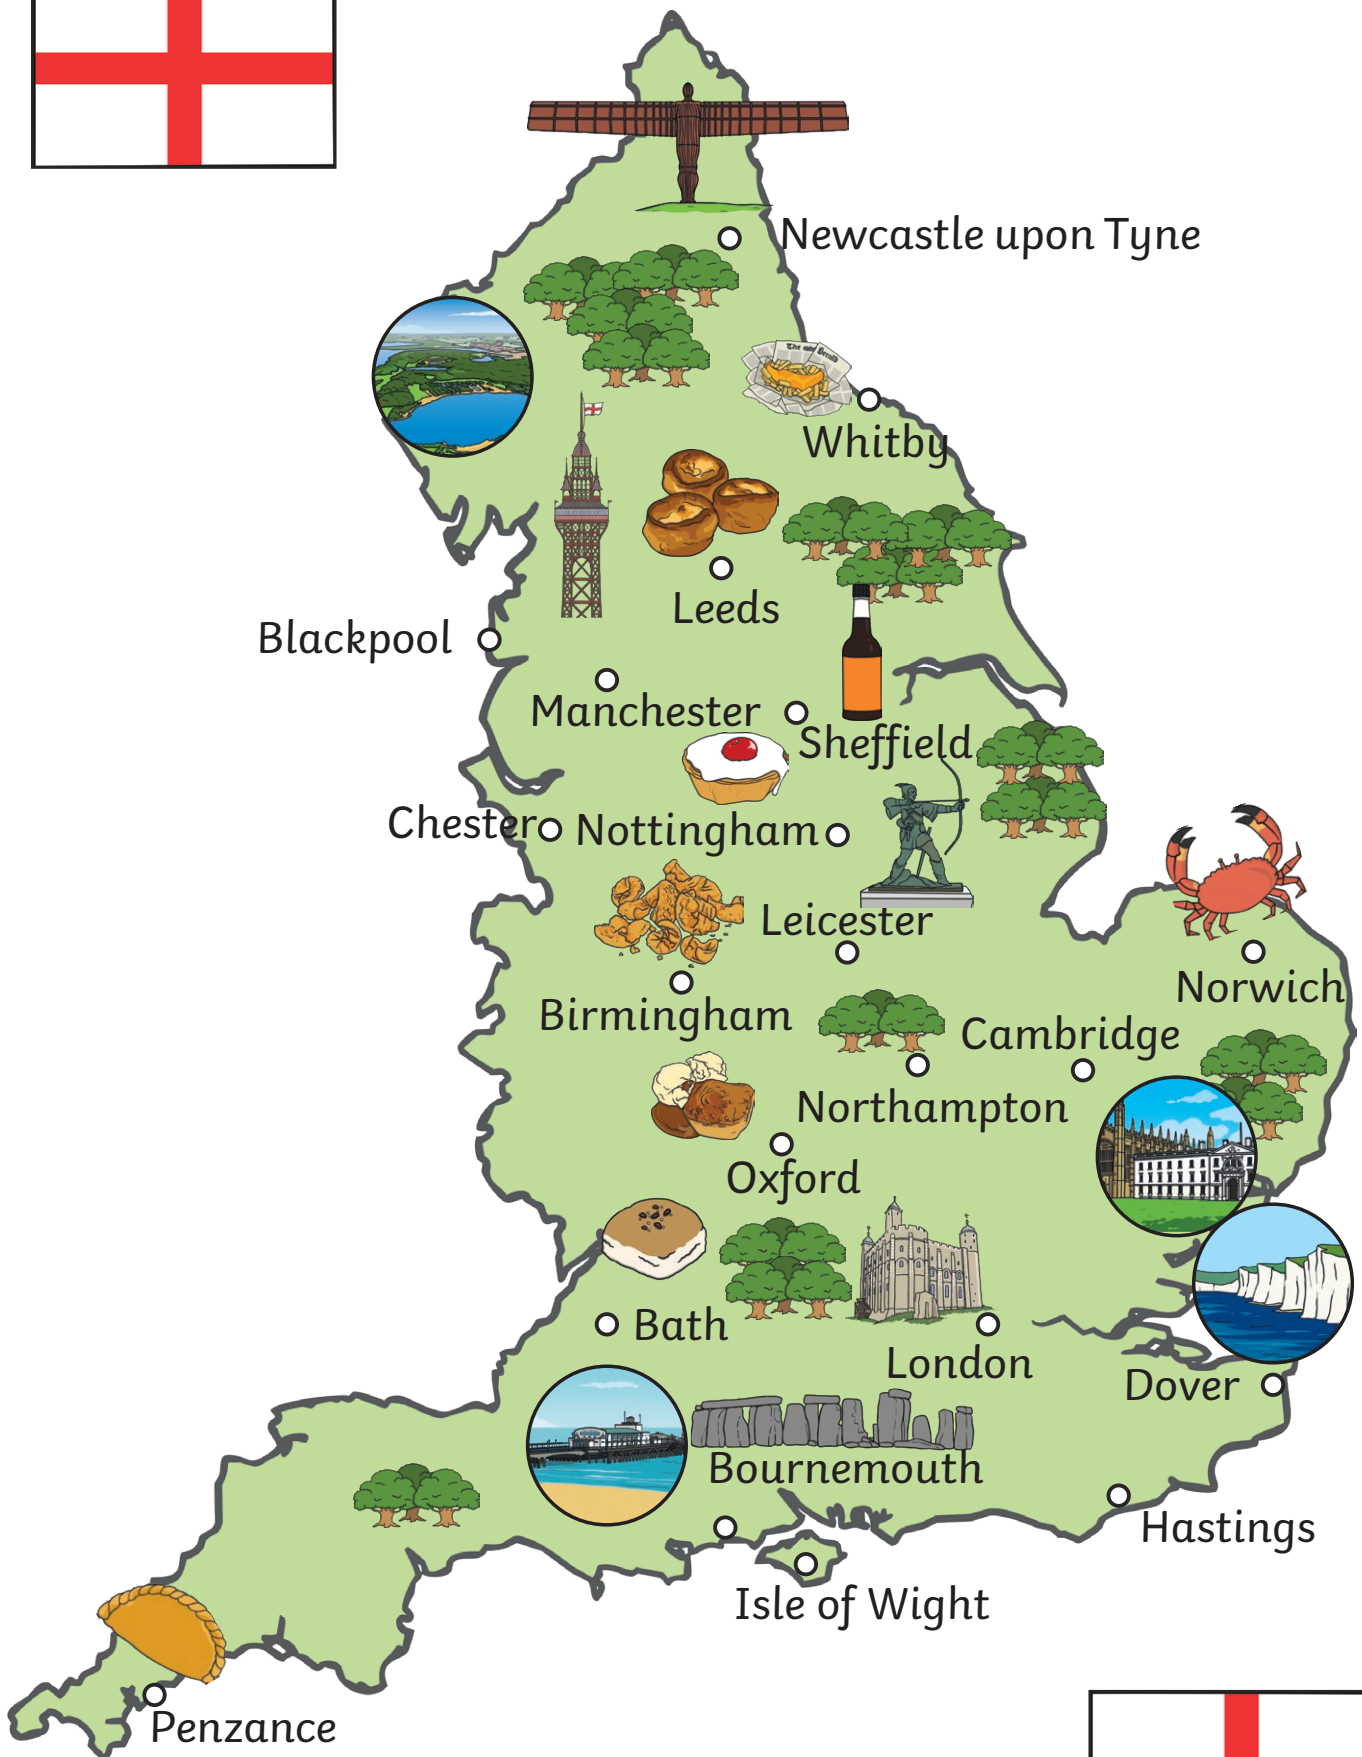 Newcastle upon Tyne
Whitby
Leeds
Blackpool
Manchester
Sheffield
Chester
Nottingham
Leicester
Norwich
Birmingham
Cambridge
Northampton
Oxford
Bath
London
Dover
Bournemouth
Hastings
Isle of Wight
Penzance